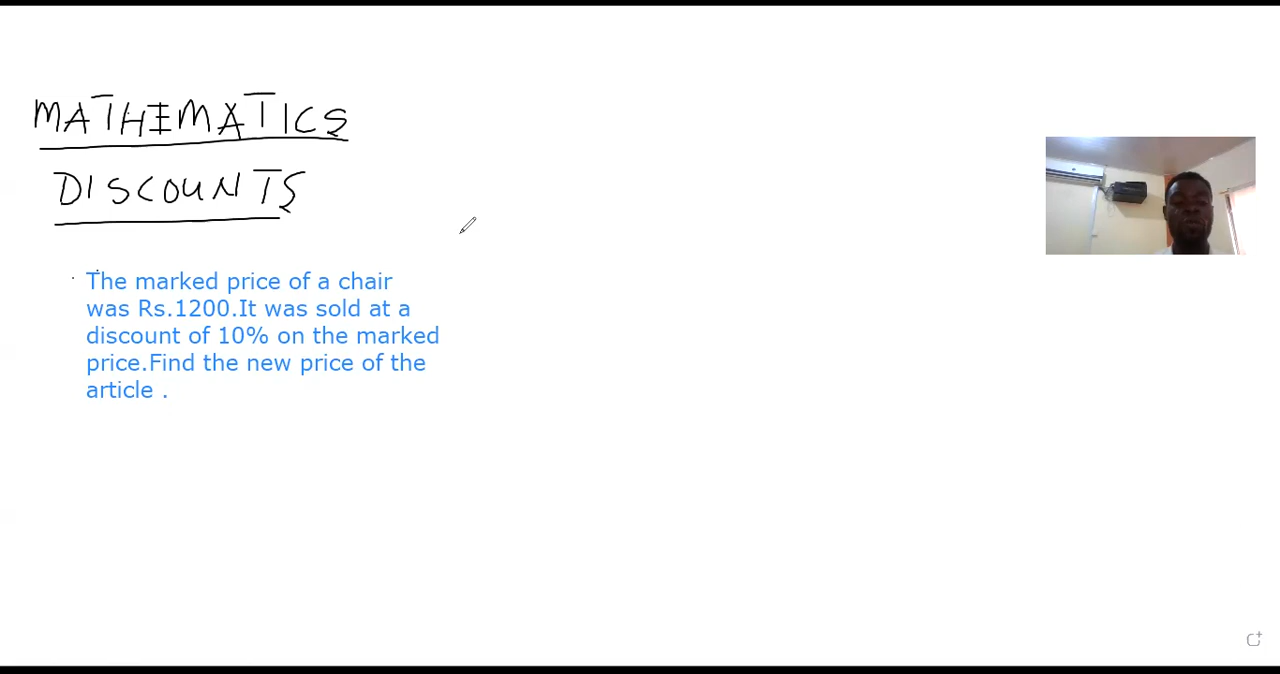 MATHEMATICS
DISCOUNTS
The marked price of a chair
was Rs.1200.It was sold at a
discount of 10% on the marked
price.Find the new price of the
article .